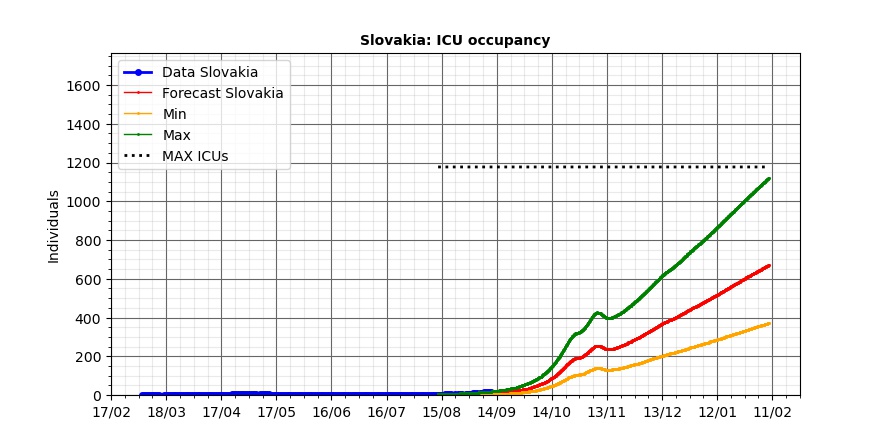 Slovakia: ICU occupancy
Data Slovakia
Forecast Slovakia
Min
Max
MAX ICUs
Individuals
1600
1400
1200
1000
800
600
400
200
0
17/02 18/03 17/04 17/05 16/06 16/07 15/08 14/09 14/10 13/11 13/12 12/01 11/02